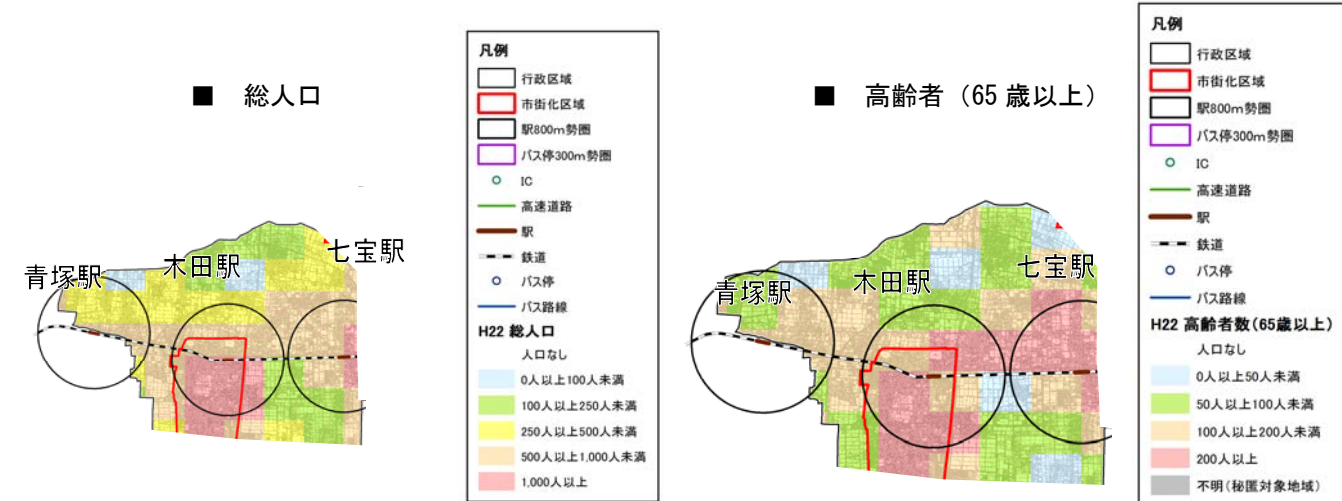 ■ 総人口
青塚駅
木田駅
七宝駅
凡例
行政区域
市街化区域
駅800m勢圏
バス停300m勢圏
IC
高速道路
駅
鉄道
バス停
バス路線
H22 総人口
人口なし
0人以上100人未満
100人以上250人未満
250人以上500人未満
500人以上1,000人未満
1,000人以上
■ 高齢者（65 歳以上）
青塚駅
木田駅
七宝駅
凡例
行政区域
市街化区域
駅800m勢圏
バス停300m勢圏
IC
高速道路
駅
鉄道
バス停
バス路線
H22 高齢者数(65歳以上)
人口なし
0人以上50人未満
50人以上100人未満
100人以上200人未満
200人以上
不明(秘匿対象地域)